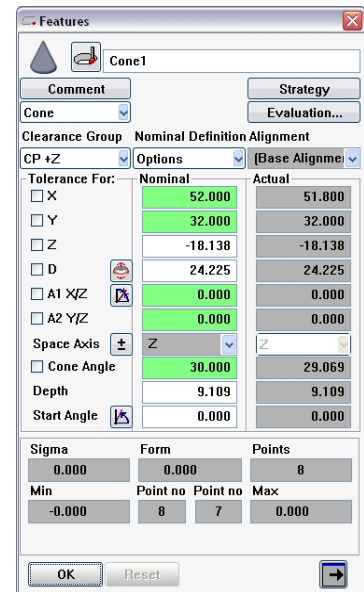 Features
Cone1
Comment Strategy
Cone Evaluation...
Clearance Group Nominal Definition Alignment
CP +Z Options (Base Alignme
Tolerance For: Nominal Actual
X 52.000 51.800
Y 32.000 32.000
Z -18.138 -18.138
D 24.225 24.225
A1 X/Z 0.000 0.000
A2 Y/Z 0.000 0.000
Space Axis ± Z Z
Cone Angle 30.000 29.069
Depth 9.109 9.109
Start Angle 0.000 0.000
Sigma Form Points
0.000 0.000 8
Min Point no Point no Max
-0.000 8 7 0.000
OK Reset